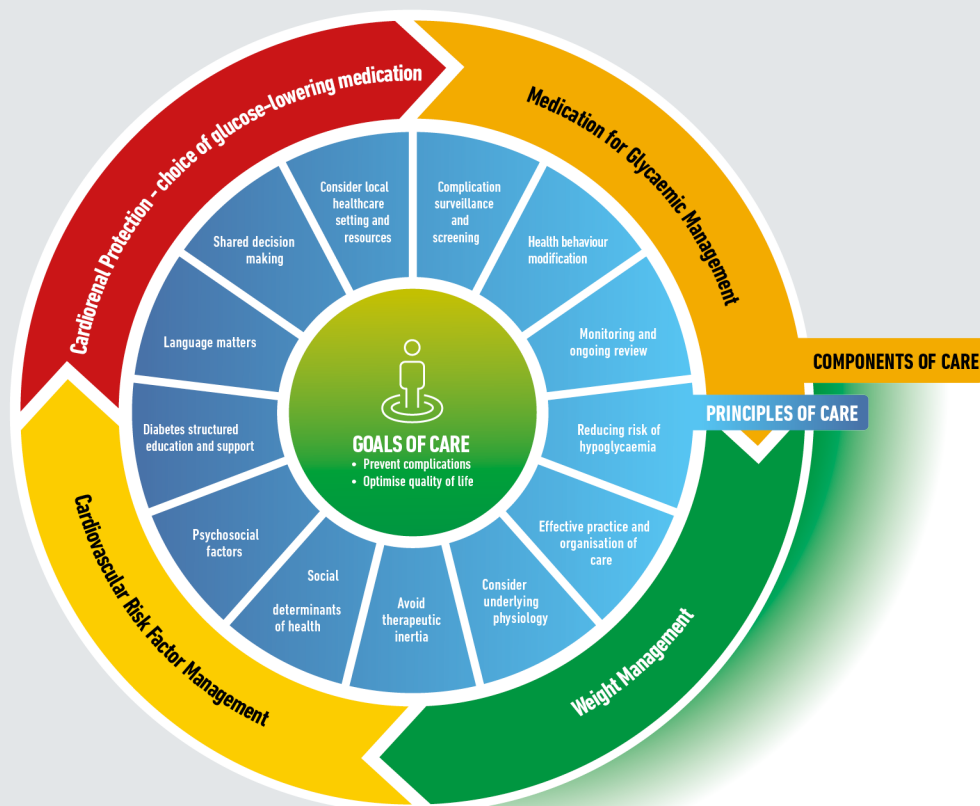 Cardiorenal Protection - choice of glucose-lowering medication
Medication for Glycaemic Management
COMPONENTS OF CARE
PRINCIPLES OF CARE
Weight Management
Cardiovascular Risk Factor Management
Consider local
healthcare
setting and
resources
Complication
surveillance
and
screening
Health behaviour
modification
Monitoring and
ongoing review
Reducing risk of
hypoglycaemia
Effective practice and
organisation of
care
Consider
underlying
physiology
Avoid
therapeutic
inertia
Social
determinants
of health
Psychosocial
factors
Diabetes structured
education and support
Language matters
Shared decision
making
GOALS OF CARE
• Prevent complications
• Optimise quality of life